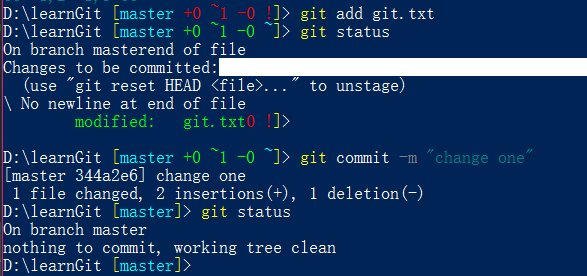 D:\learnGit [master +0 ~1 -0 !]> git add git.txt
D:\learnGit [master +0 ~1 -0 ~]> git status
On branch masterend of file
Changes to be committed:
  (use "git reset HEAD <file>..." to unstage)
\ No newline at end of file
        modified:   git.txt0 !]>

D:\learnGit [master +0 ~1 -0 ~]> git commit -m "change one"
[master 344a2e6] change one
 1 file changed, 2 insertions(+), 1 deletion(-)
D:\learnGit [master]> git status
On branch master
nothing to commit, working tree clean
D:\learnGit [master]>